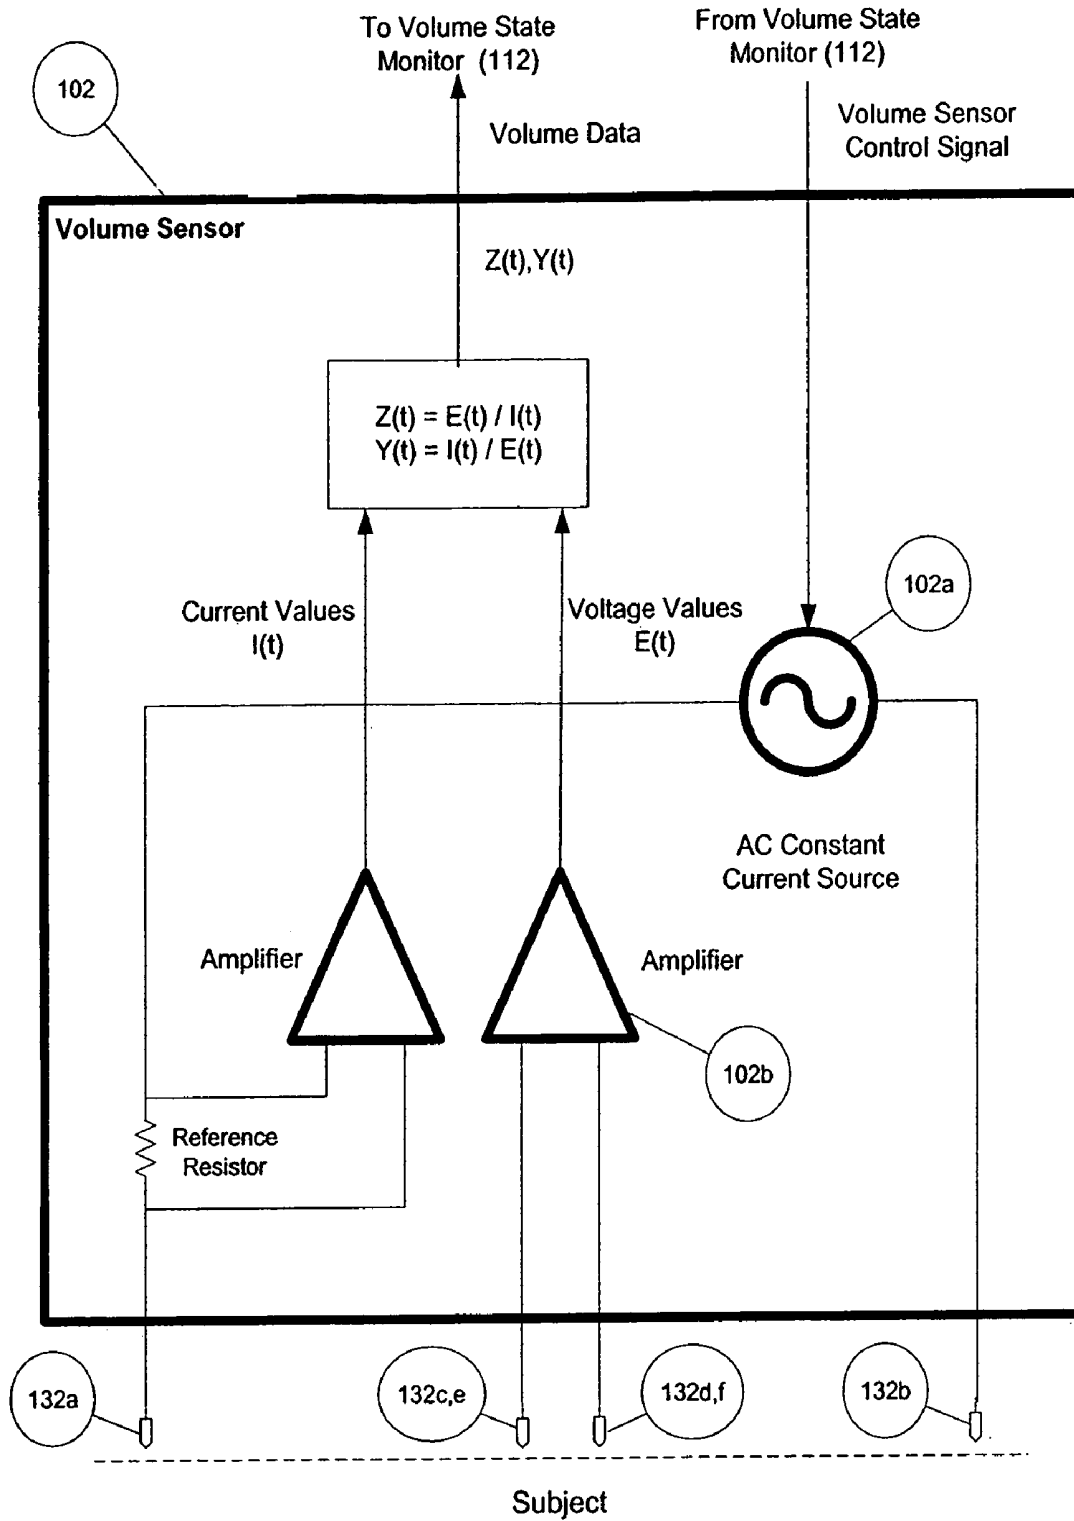 To Volume State
Monitor (112)
From Volume State
Monitor (112)
102
Volume Data
Volume Sensor
Control Signal
Volume Sensor
Z(t),Y(t)
Z(t) = E(t) / I(t)
Y(t) = I(t) / E(t)
102a
Current Values
I(t)
Voltage Values
E(t)
AC Constant
Current Source
Amplifier
Amplifier
102b
Reference
Resistor
132a
132c,e
132d,f
132b
Subject